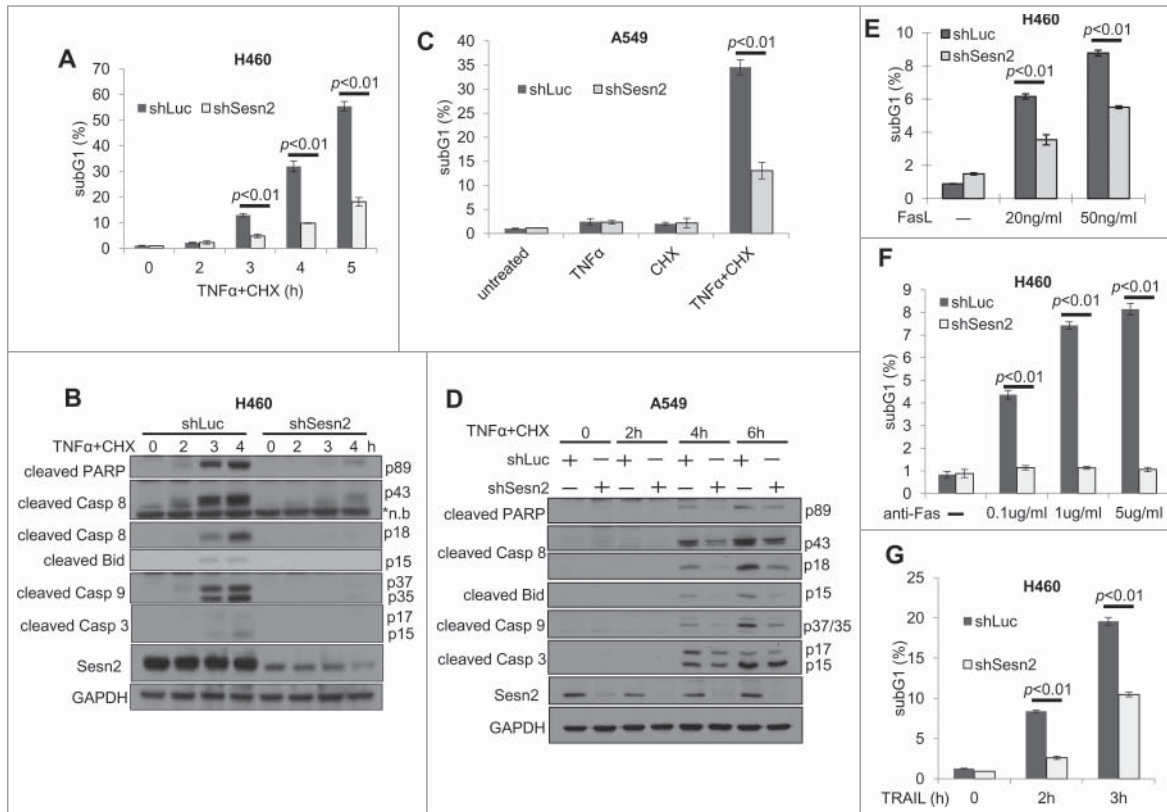 A
H460
70
60
50
40
30
20
10
0
subG1 (%)
shLuc shSesn2
p<0.01
p<0.01
p<0.01
0 2 3 4 5
TNFα+CHX (h)
C
A549
40
35
30
25
20
15
10
5
0
subG1 (%)
shLuc shSesn2
p<0.01
untreated TNFα CHX TNFα+CHX
E
H460
10
8
6
4
2
0
subG1 (%)
shLuc
shSesn2
p<0.01
p<0.01
FasL — 20ng/ml 50ng/ml
B
H460
shLuc shSesn2
TNFα+CHX 0 2 3 4 0 2 3 4 h
cleaved PARP p89
cleaved Casp 8 p43
*n.b
cleaved Casp 8 p18
cleaved Bid p15
cleaved Casp 9 p37
p35
cleaved Casp 3 p17
p15
Sesn2
GAPDH
D
A549
TNFα+CHX 0 2h 4h 6h
shLuc + — + — + — + —
shSesn2 — + — + — + — +
cleaved PARP p89
cleaved Casp 8 p43
p18
cleaved Bid p15
cleaved Casp 9 p37/35
cleaved Casp 3 p17
p15
Sesn2
GAPDH
F
H460
9
8
7
6
5
4
3
2
1
0
subG1 (%)
shLuc
shSesn2
p<0.01
p<0.01
p<0.01
anti-Fas — 0.1ug/ml 1ug/ml 5ug/ml
G
H460
25
20
15
10
5
0
subG1 (%)
shLuc
shSesn2
p<0.01
p<0.01
TRAIL (h) 0 2h 3h